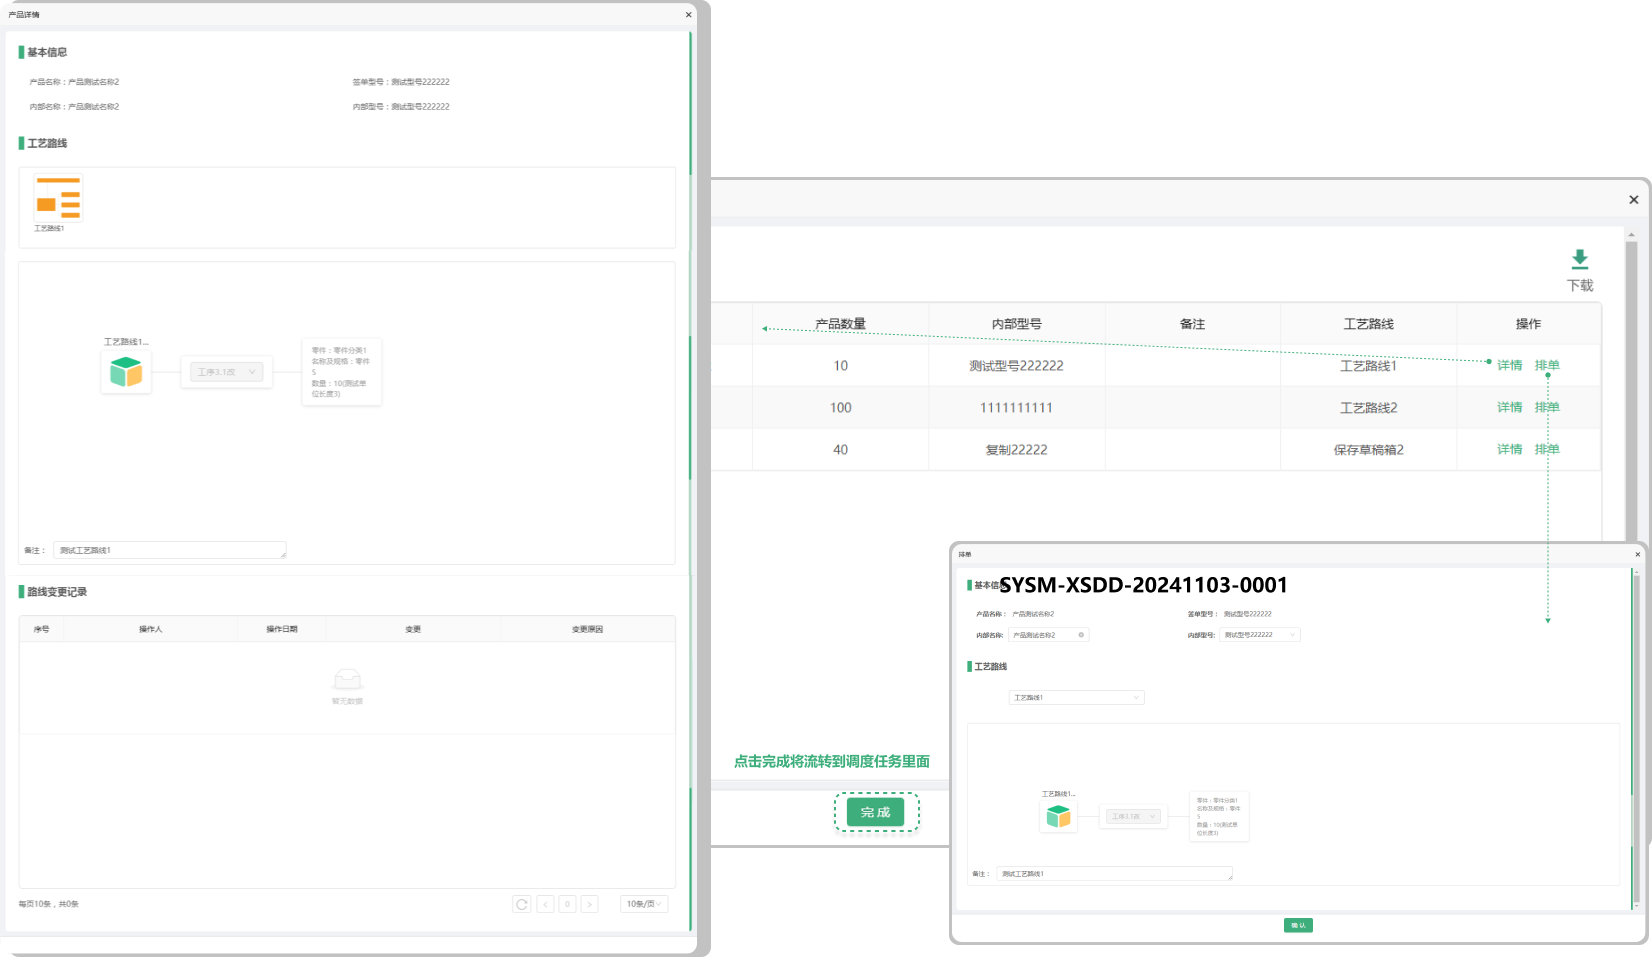 产品详情
基本信息
产品名称：产品测试名称2
签单型号：测试型号222222
内部名称：产品测试名称2
内部型号：测试型号222222
工艺路线
工艺路线1
工艺路线1...
工序3.1改
零件：零件分类1
名称及规格：零件
5
数量：10(测试单
位长度3)
备注：
测试工艺路线1
路线变更记录
序号 操作人 操作日期 变更 变更原因
暂无数据
每页10条，共0条
0
10条/页
下载
产品数量 内部型号 备注 工艺路线 操作
10 测试型号222222 工艺路线1 详情 排单
100 1111111111 工艺路线2 详情 排单
40 复制22222 保存草稿箱2 详情 排单
点击完成将流转到调度任务里面
完成
排单
基本信息
SYSM-XSDD-20241103-0001
产品名称： 产品测试名称2
签单型号： 测试型号222222
内部名称: 产品测试名称2
内部型号: 测试型号222222
工艺路线
工艺路线1
工艺路线1...
工序3.1改
零件：零件分类1
名称及规格：零件
5
数量：10(测试单
位长度3)
备注：
测试工艺路线1
确认